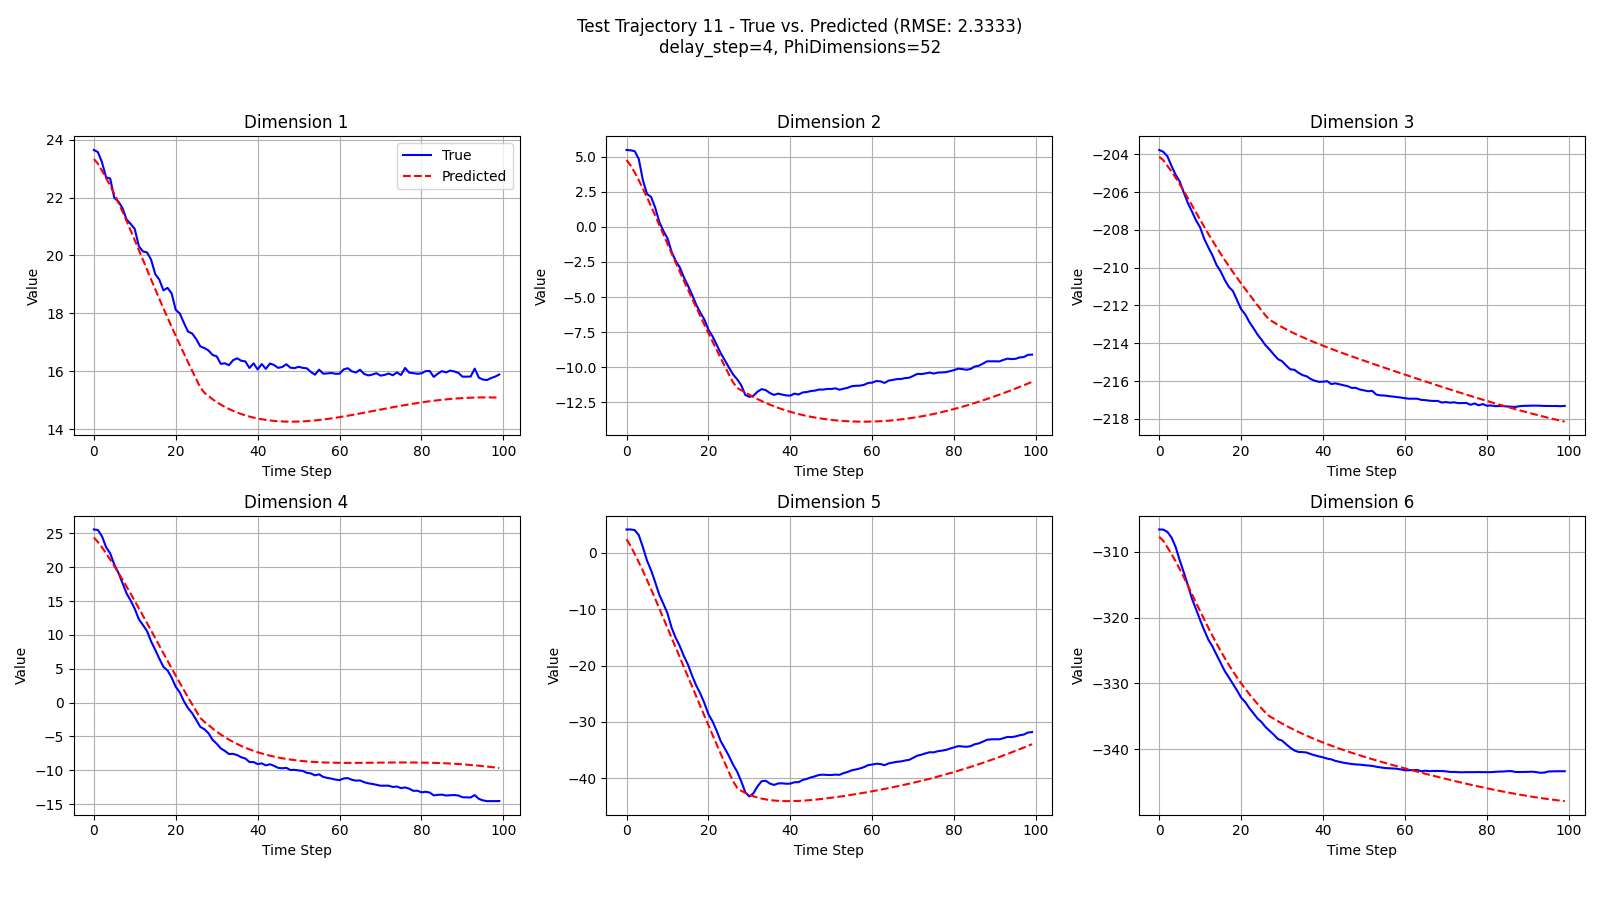 Test Trajectory 11 - True vs. Predicted (RMSE: 2.3333)
delay_step=4, PhiDimensions=52
Dimension 1
24
22
20
18
16
14
Value
0 20 40 60 80 100
Time Step
True
Predicted
Dimension 2
5.0
2.5
0.0
−2.5
−5.0
−7.5
−10.0
−12.5
Value
0 20 40 60 80 100
Time Step
Dimension 3
−204
−206
−208
−210
−212
−214
−216
−218
Value
0 20 40 60 80 100
Time Step
Dimension 4
25
20
15
10
5
0
−5
−10
−15
Value
0 20 40 60 80 100
Time Step
Dimension 5
0
−10
−20
−30
−40
Value
0 20 40 60 80 100
Time Step
Dimension 6
−310
−320
−330
−340
Value
0 20 40 60 80 100
Time Step